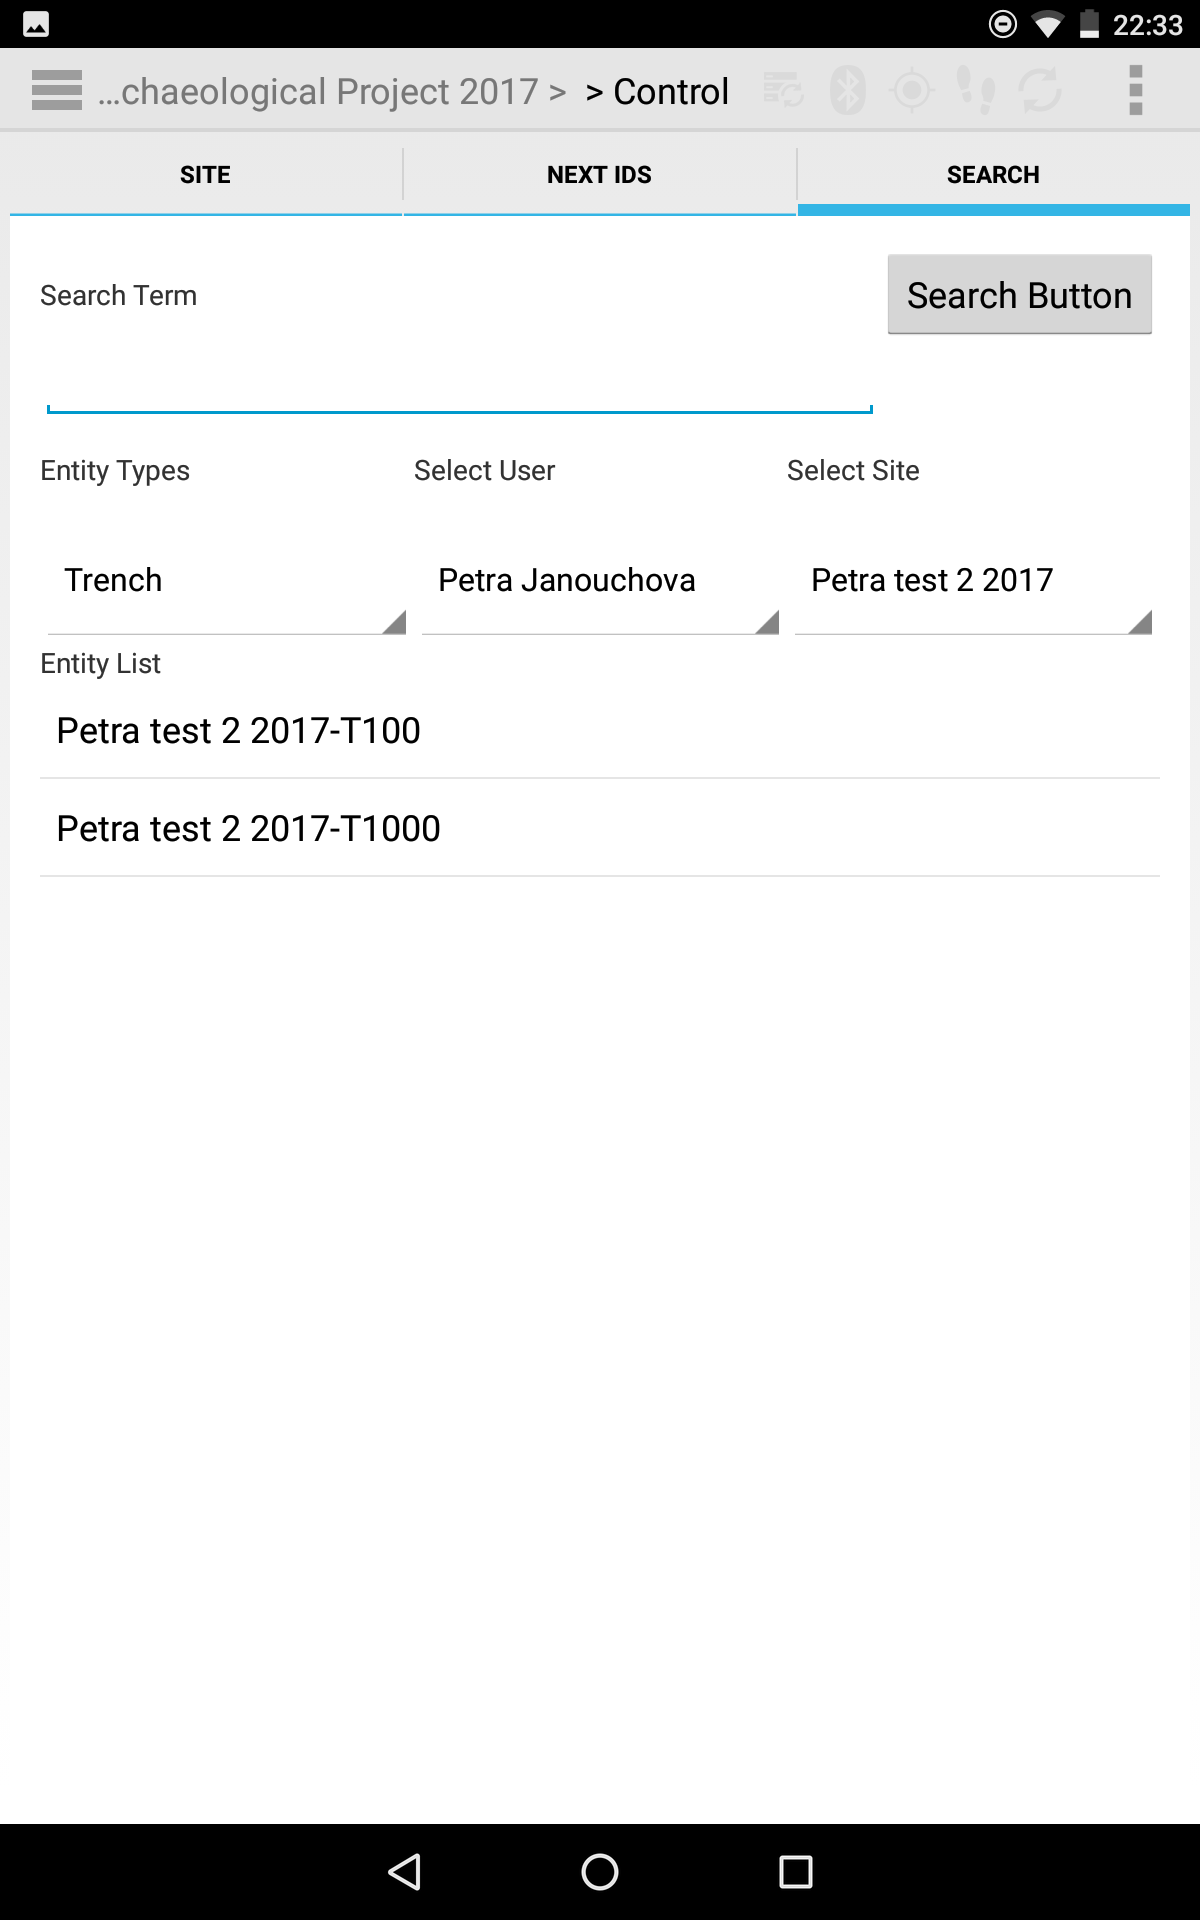 22:33
…chaeological Project 2017 > > Control
SITE NEXT IDS SEARCH
Search Term Search Button
Entity Types Select User Select Site
Trench Petra Janouchova Petra test 2 2017
Entity List
Petra test 2 2017-T100
Petra test 2 2017-T1000